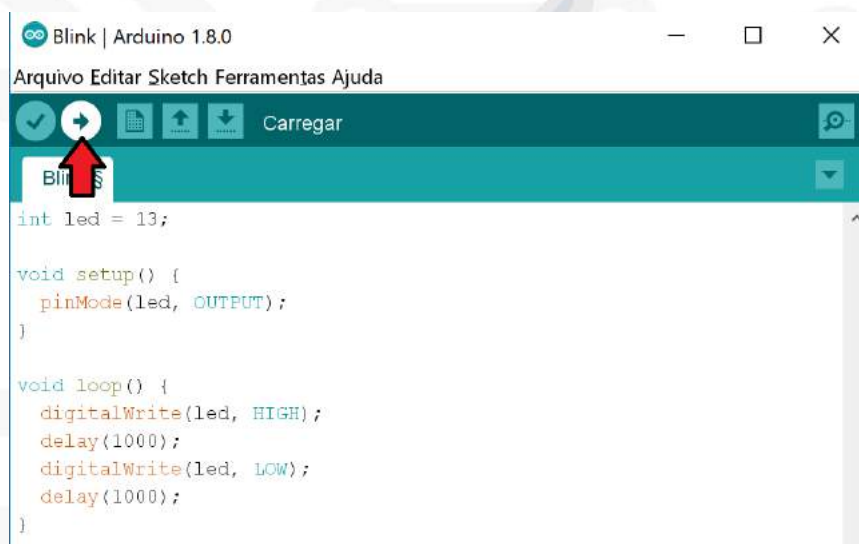 Blink | Arduino 1.8.0
Arquivo Editar Sketch Ferramentas Ajuda
Carregar
int led = 13;
void setup() {
pinMode(led, OUTPUT);
}
void loop() {
digitalWrite(led, HIGH);
delay(1000);
digitalWrite(led, LOW);
delay(1000);
}